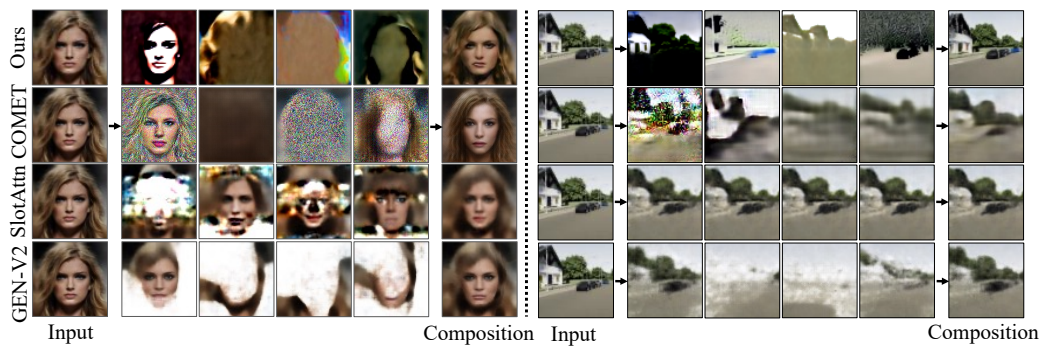 Ours
COMET
SlotAttn
GEN-V2
Input
Composition
Input
Composition